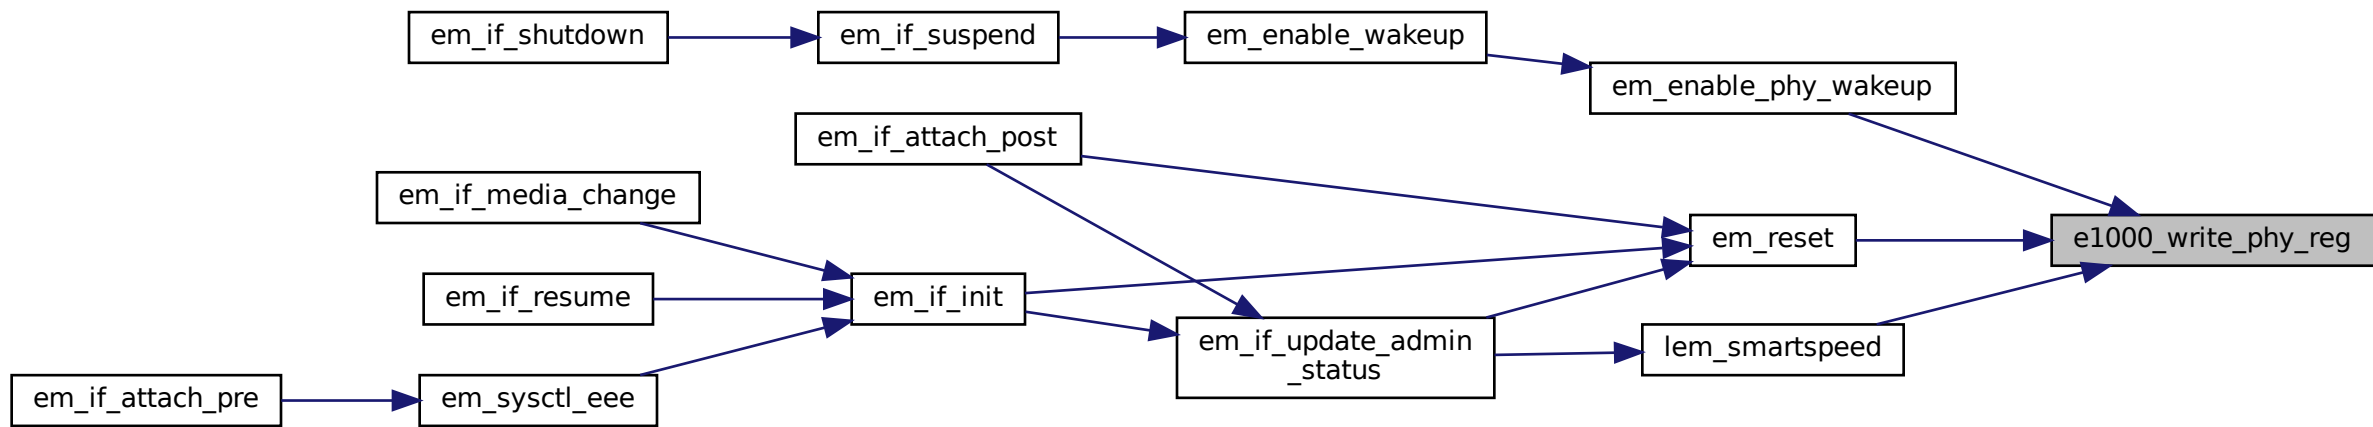 em_if_shutdown
em_if_suspend
em_enable_wakeup
em_enable_phy_wakeup
em_if_attach_post
em_if_media_change
em_reset
e1000_write_phy_reg
em_if_resume
em_if_init
em_if_update_admin
_status
lem_smartspeed
em_if_attach_pre
em_sysctl_eee